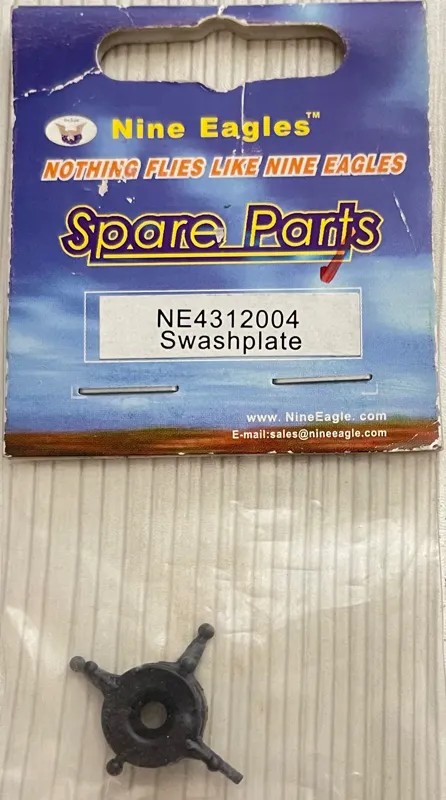 Nine Eagles™
NOTHING FLIES LIKE NINE EAGLES
Spare Parts
NE4312004
Swashplate
www. NineEagle. com
E-mail:sales@nineeagle.com